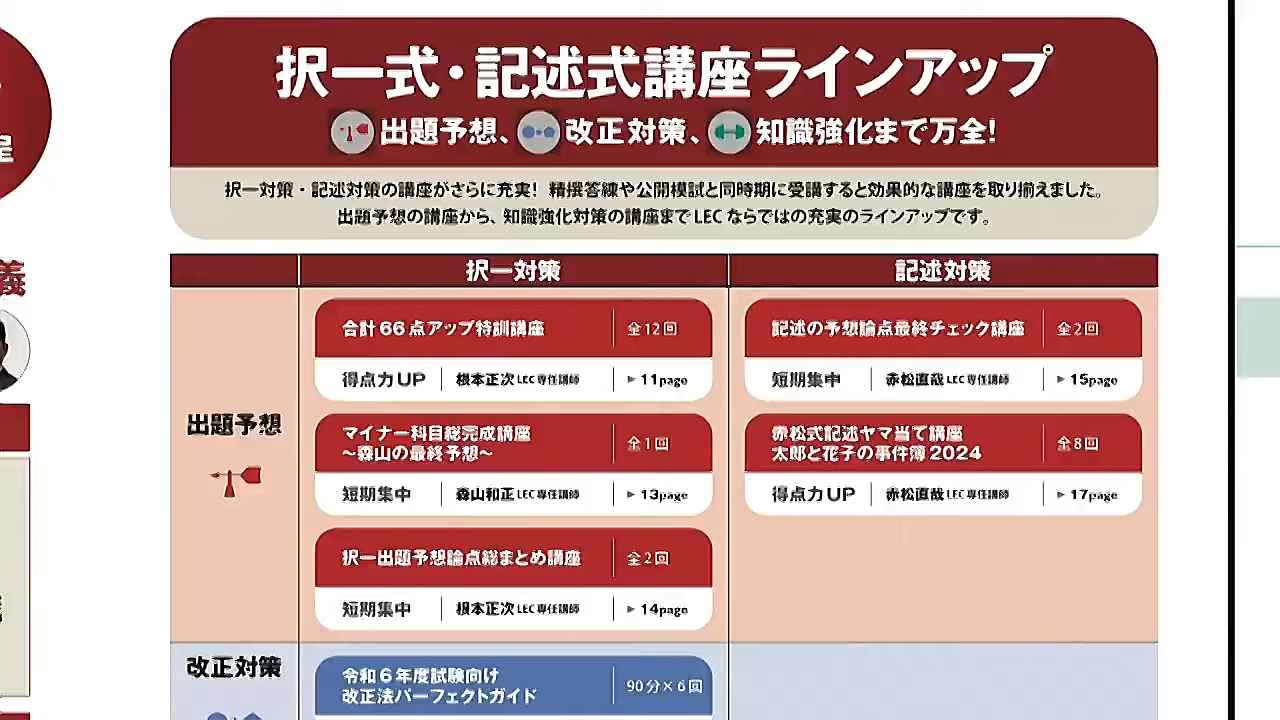 程
義
択一式・記述式講座ラインアップ
出題予想、改正対策、知識強化まで万全!
択一対策・記述対策の講座がさらに充実! 精撰答練や公開模試と同時期に受講すると効果的な講座を取り揃えました。
出題予想の講座から、知識強化対策の講座までLECならではの充実のラインアップです。
択一対策
記述対策
出題予想
合計66点アップ特訓講座 全12回
得点力UP 根本正次LEC専任講師 ▶11page
マイナー科目総完成講座
~森山の最終予想~
全1回
短期集中 森山和正LEC専任講師 ▶13page
択一出題予想論点総まとめ講座 全2回
短期集中 根本正次LEC専任講師 ▶14page
記述の予想論点最終チェック講座 全2回
短期集中 赤松直哉LEC専任講師 ▶15page
赤松式記述ヤマ当て講座
太郎と花子の事件簿2024
全8回
得点力UP 赤松直哉LEC専任講師 ▶17page
改正対策
令和6年度試験向け
改正法パーフェクトガイド
90分×6回